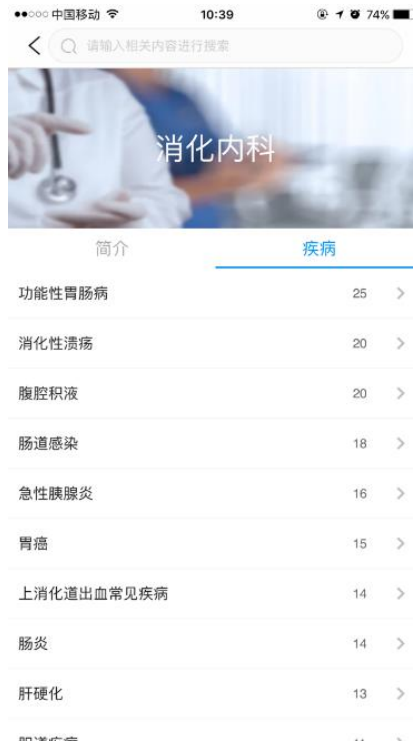 中国移动 10:39 74%
请输入相关内容进行搜索
消化内科
简介 疾病
功能性胃肠病 25
消化性溃疡 20
腹腔积液 20
肠道感染 18
急性胰腺炎 16
胃癌 15
上消化道出血常见疾病 14
肠炎 14
肝硬化 13